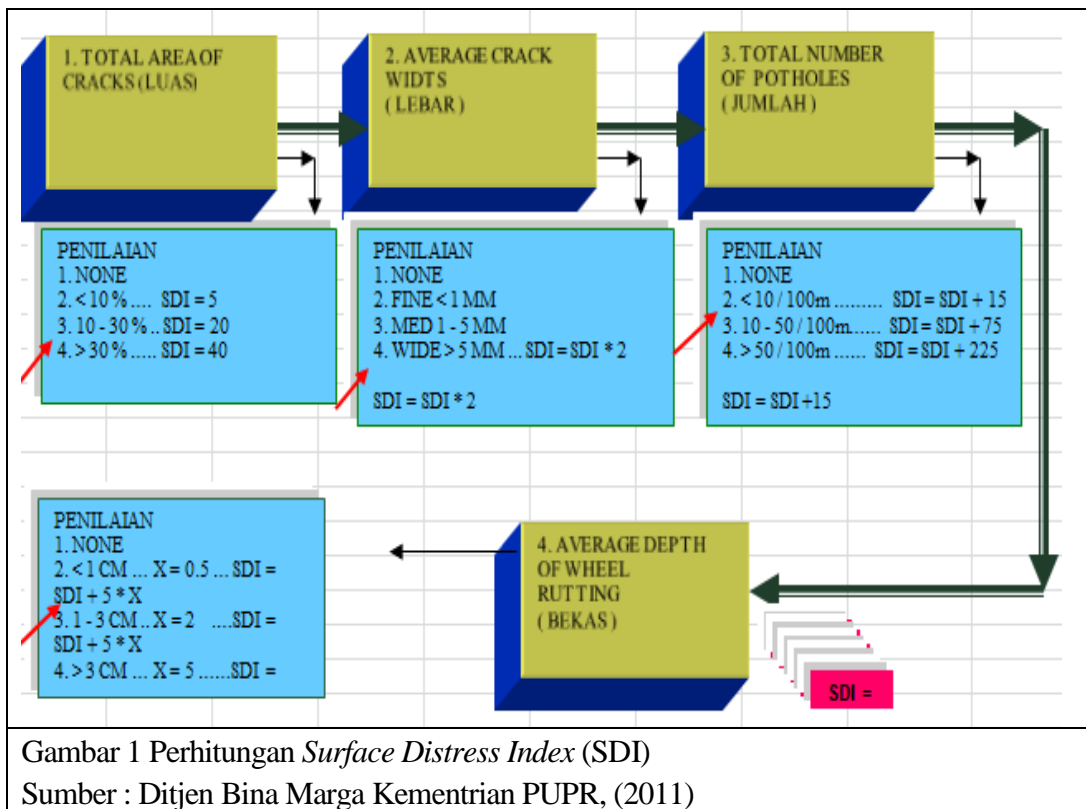 1. TOTAL AREA OF
CRACKS (LUAS)
2. AVERAGE CRACK
WIDTS
( LEBAR )
3. TOTAL NUMBER
OF POTHOLES
( JUMLAH )
PENILAIAN
1. NONE
2. < 10 % .... SDI = 5
3. 10 - 30 % .. SDI = 20
4. > 30 % ..... SDI = 40
PENILAIAN
1. NONE
2. FINE < 1 MM
3. MED 1 - 5 MM
4. WIDE > 5 MM ... SDI = SDI * 2
SDI = SDI * 2
PENILAIAN
1. NONE
2. < 10 / 100m ......... SDI = SDI + 15
3. 10 - 50 / 100m...... SDI = SDI + 75
4. > 50 / 100m ...... SDI = SDI + 225
SDI = SDI +15
4. AVERAGE DEPTH
OF WHEEL
RUTTING
( BEKAS )
PENILAIAN
1. NONE
2. < 1 CM ... X = 0.5 ... SDI =
SDI + 5 * X
3. 1 - 3 CM .. X = 2 ....SDI =
SDI + 5 * X
4. > 3 CM ... X = 5 ......SDI =
SDI =
Gambar 1 Perhitungan Surface Distress Index (SDI)
Sumber : Ditjen Bina Marga Kementrian PUPR, (2011)